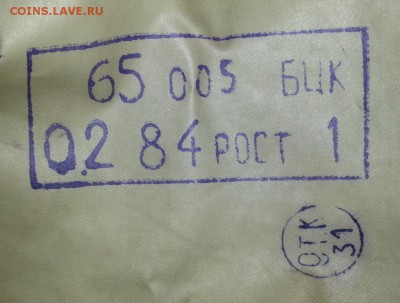 COINS.LAVE.RU
65 005 БЦК
0.2 84 РОСТ 1
ОТК
31